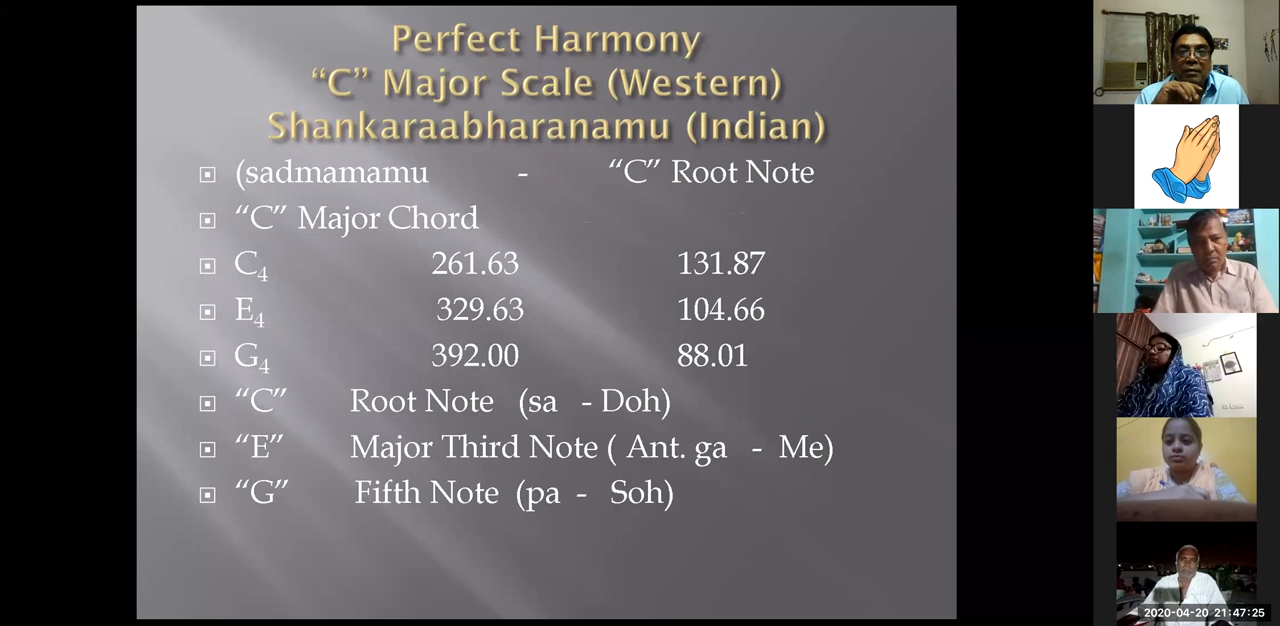 Perfect Harmony
“C” Major Scale (Western)
Shankaraabharanamu (Indian)
(sadmamamu - “C” Root Note
“C” Major Chord
C4 261.63 131.87
E4 329.63 104.66
G4 392.00 88.01
“C” Root Note (sa - Doh)
“E” Major Third Note ( Ant. ga - Me)
“G” Fifth Note (pa - Soh)
2020-04-20 21:47:25